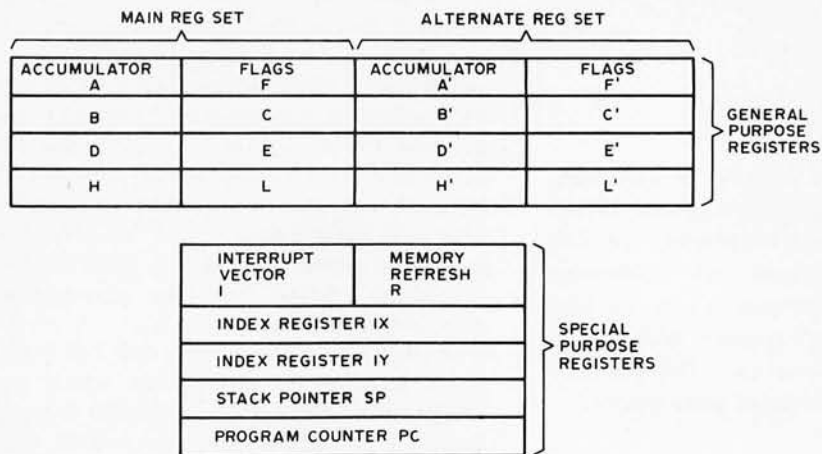 MAIN REG SET
ALTERNATE REG SET
ACCUMULATOR
A
FLAGS
F
ACCUMULATOR
A'
FLAGS
F'
B
C
B'
C'
D
E
D'
E'
H
L
H'
L'
GENERAL
PURPOSE
REGISTERS
INTERRUPT
VECTOR
I
MEMORY
REFRESH
R
INDEX REGISTER IX
INDEX REGISTER IY
STACK POINTER SP
PROGRAM COUNTER PC
SPECIAL
PURPOSE
REGISTERS